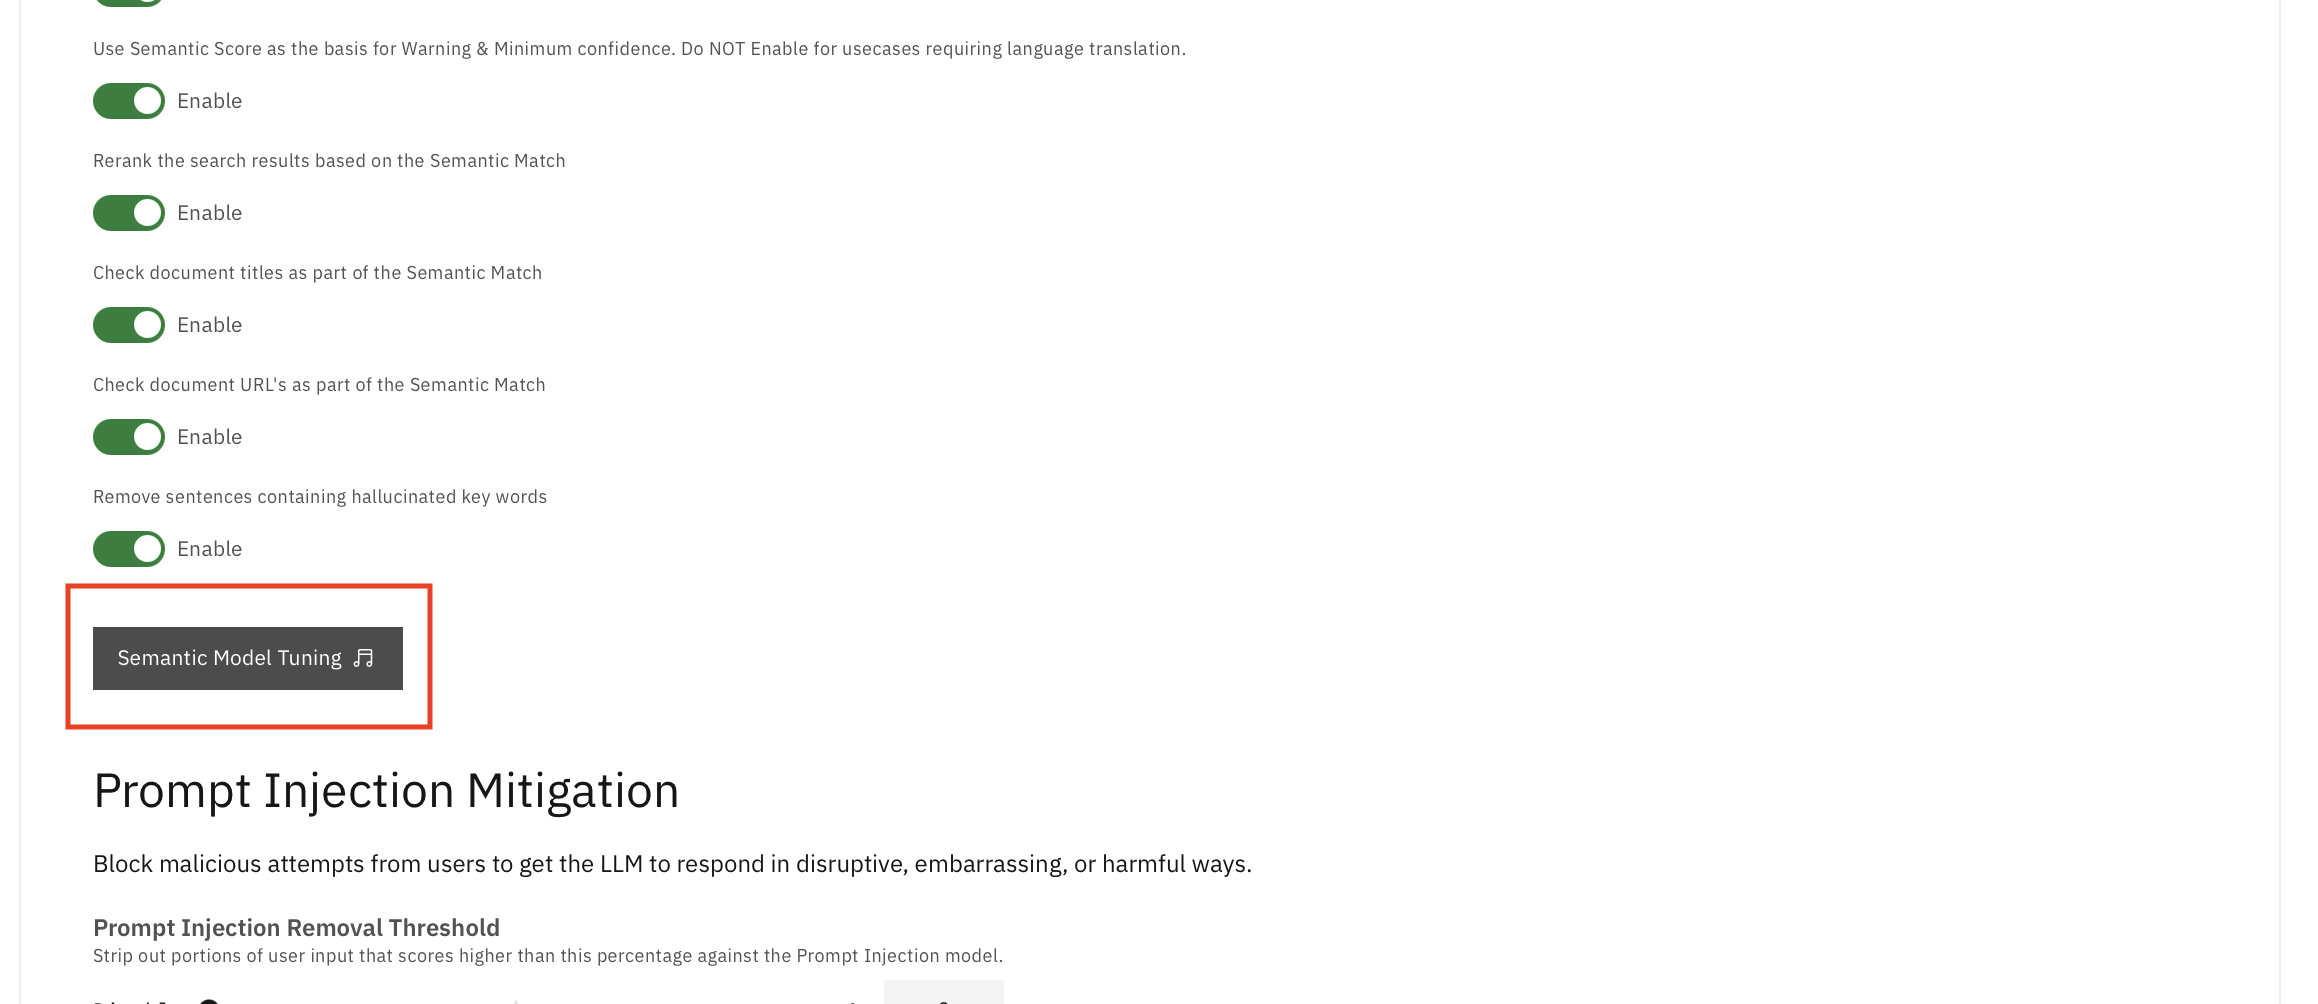 Use Semantic Score as the basis for Warning & Minimum confidence. Do NOT Enable for usecases requiring language translation.
Enable
Rerank the search results based on the Semantic Match
Enable
Check document titles as part of the Semantic Match
Enable
Check document URL's as part of the Semantic Match
Enable
Remove sentences containing hallucinated key words
Enable
Semantic Model Tuning
Prompt Injection Mitigation
Block malicious attempts from users to get the LLM to respond in disruptive, embarrassing, or harmful ways.
Prompt Injection Removal Threshold
Strip out portions of user input that scores higher than this percentage against the Prompt Injection model.